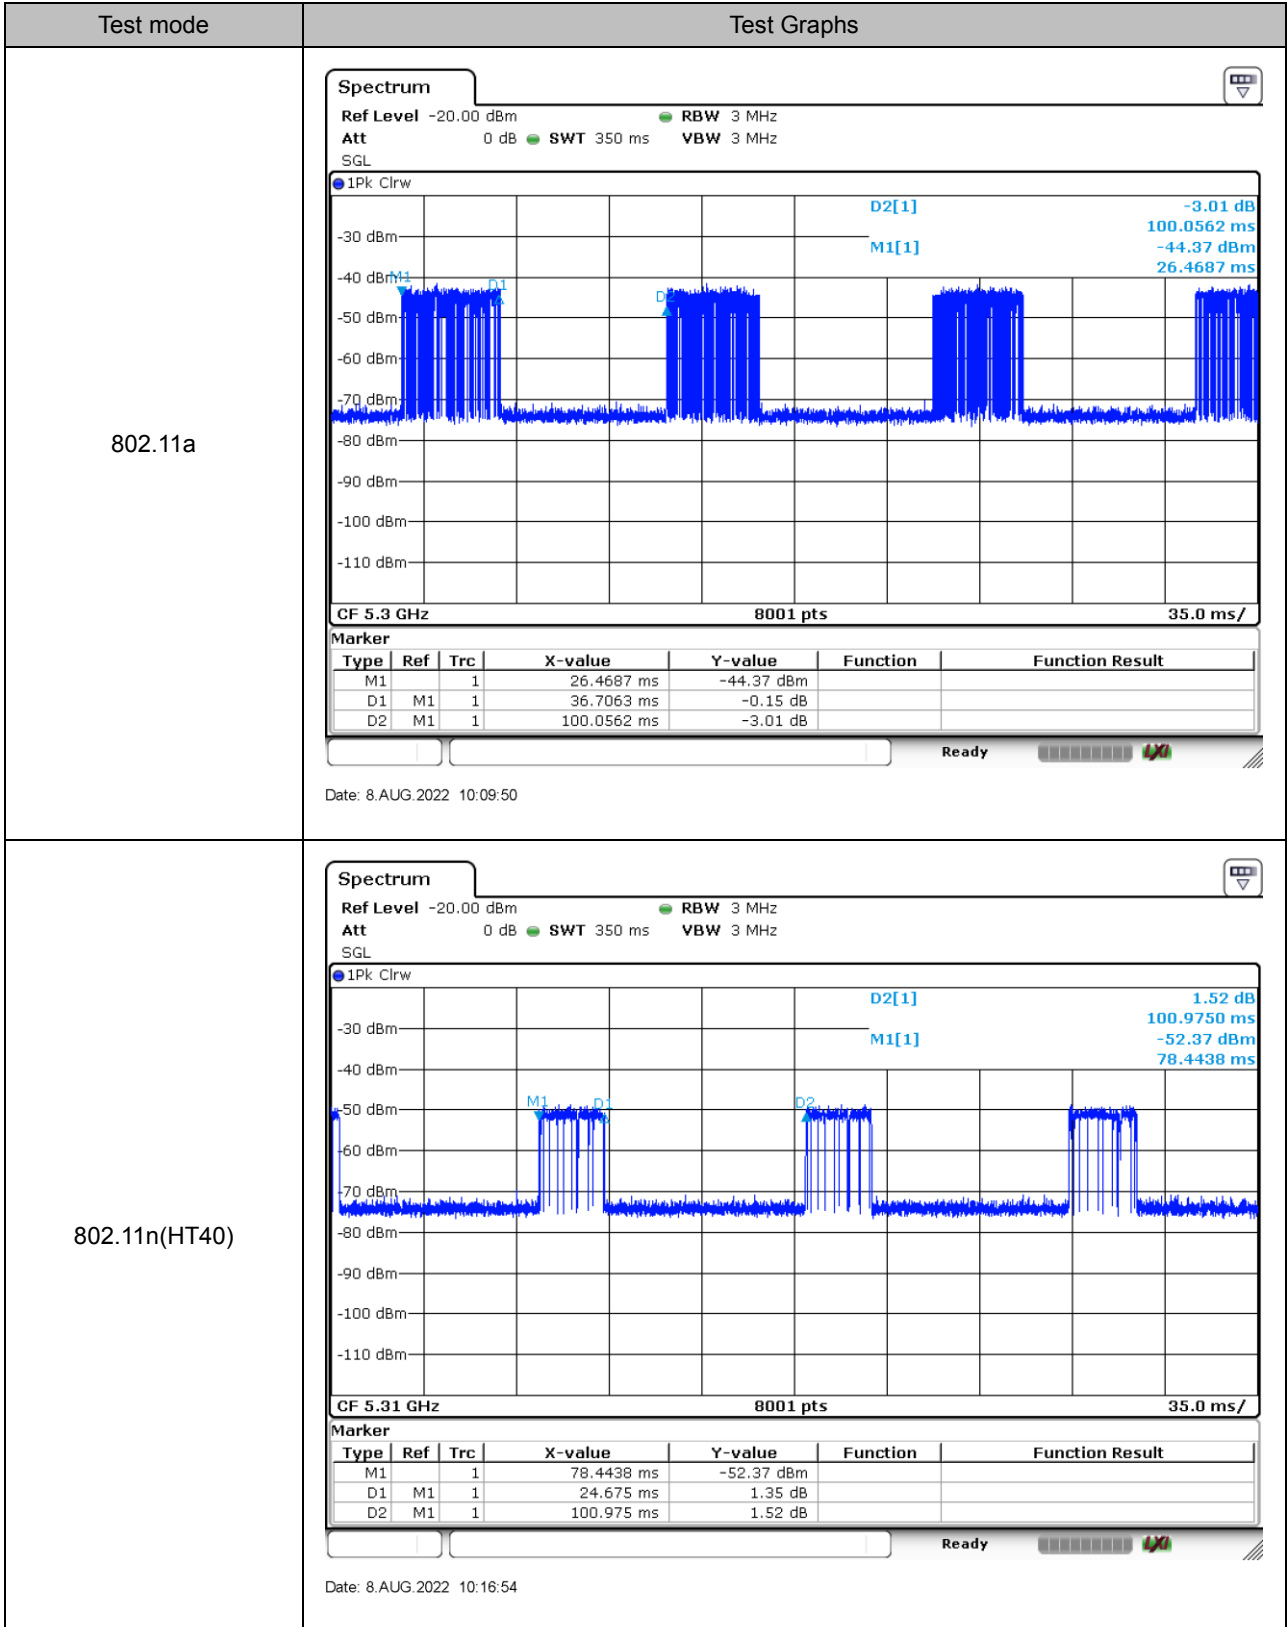 Test mode Test Graphs
802.11a
Spectrum
Ref Level -20.00 dBm RBW 3 MHz
Att 0 dB SWT 350 ms VBW 3 MHz
SGL
1Pk Clrw
D2[1] -3.01 dB
100.0562 ms
-30 dBm
M1[1] -44.37 dBm
26.4687 ms
-40 dBm M1 D1 D2
-50 dBm
-60 dBm
-70 dBm
-80 dBm
-90 dBm
-100 dBm
-110 dBm
CF 5.3 GHz 8001 pts 35.0 ms/
Marker
Type Ref Trc X-value Y-value Function Function Result
M1 1 26.4687 ms -44.37 dBm
D1 M1 1 36.7063 ms -0.15 dB
D2 M1 1 100.0562 ms -3.01 dB
Ready LXI
Date: 8.AUG.2022 10:09:50
802.11n(HT40)
Spectrum
Ref Level -20.00 dBm RBW 3 MHz
Att 0 dB SWT 350 ms VBW 3 MHz
SGL
1Pk Clrw
D2[1] 1.52 dB
100.9750 ms
-30 dBm
M1[1] -52.37 dBm
78.4438 ms
-40 dBm
M1 D1 D2
-50 dBm
-60 dBm
-70 dBm
-80 dBm
-90 dBm
-100 dBm
-110 dBm
CF 5.31 GHz 8001 pts 35.0 ms/
Marker
Type Ref Trc X-value Y-value Function Function Result
M1 1 78.4438 ms -52.37 dBm
D1 M1 1 24.675 ms 1.35 dB
D2 M1 1 100.975 ms 1.52 dB
Ready LXI
Date: 8.AUG.2022 10:16:54